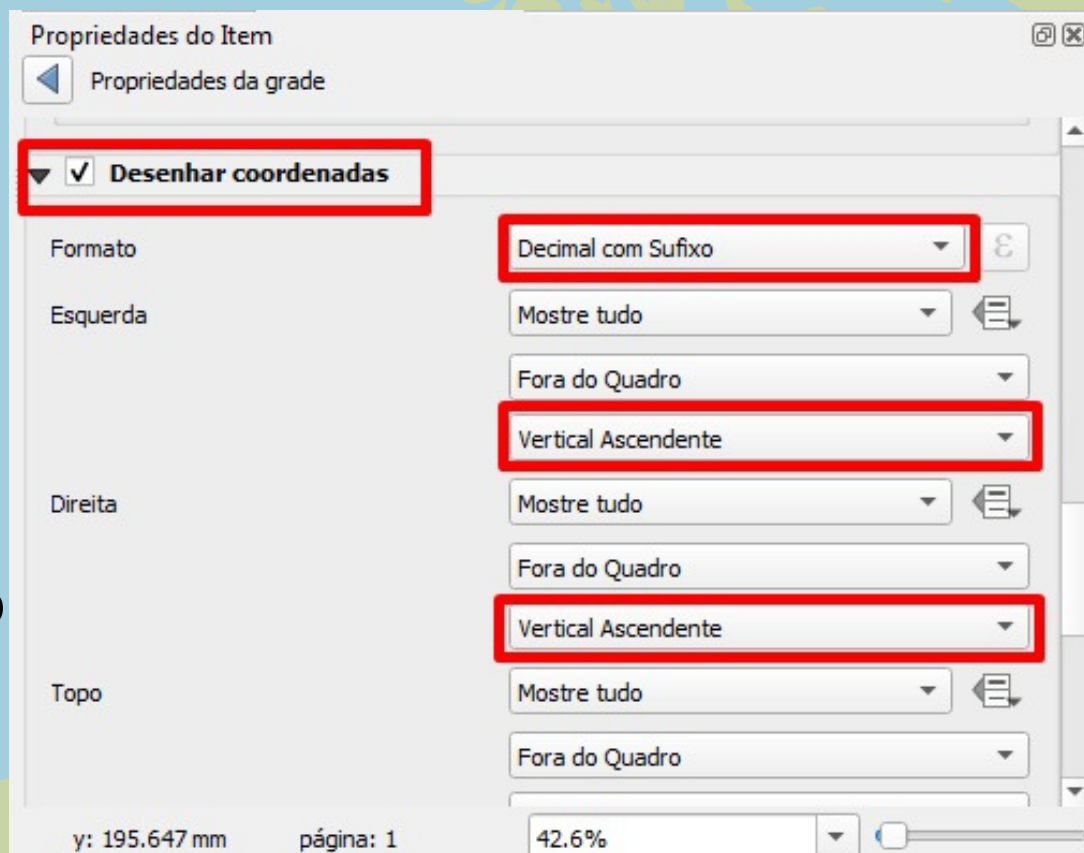 Propriedades do Item
Propriedades da grade
Desenhar coordenadas
Formato Decimal com Sufixo ε
Esquerda Mostre tudo
Fora do Quadro
Vertical Ascendente
Direita Mostre tudo
Fora do Quadro
Vertical Ascendente
Topo Mostre tudo
Fora do Quadro
y: 195.647 mm página: 1 42.6%